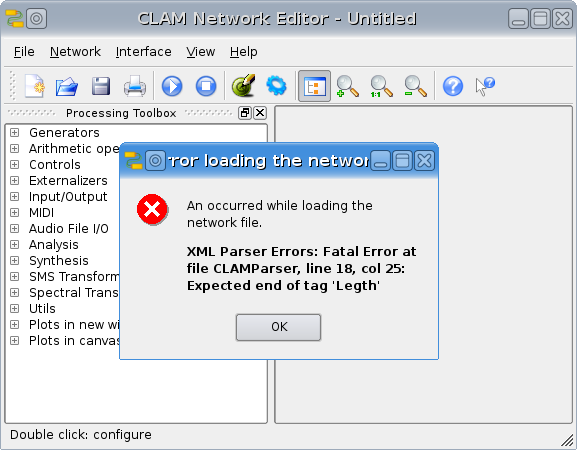 CLAM Network Editor - Untitled
File Network Interface View Help
1:1
Processing Toolbox
Generators
Arithmetic ope
Controls
Externalizers
Input/Output
MIDI
Audio File I/O
Analysis
Synthesis
SMS Transform
Spectral Trans
Utils
Plots in new wi
Plots in canvas
rror loading the networ
An occurred while loading the
network file.
XML Parser Errors: Fatal Error at
file CLAMParser, line 18, col 25:
Expected end of tag 'Legth'
OK
Double click: configure